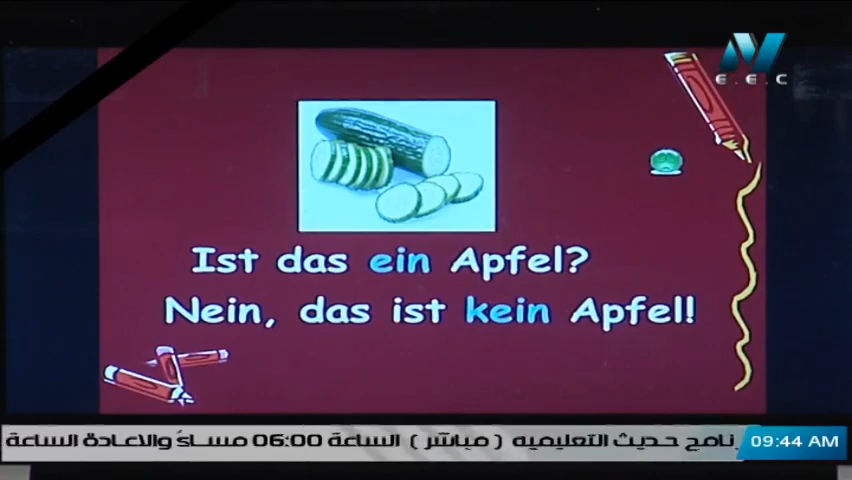 E.E.C
Ist das ein Apfel?
Nein, das ist kein Apfel!
نامج حديث التعليميه ( مباشر ) الساعة 06:00 مساءً والاعادة الساعة
09:44 AM